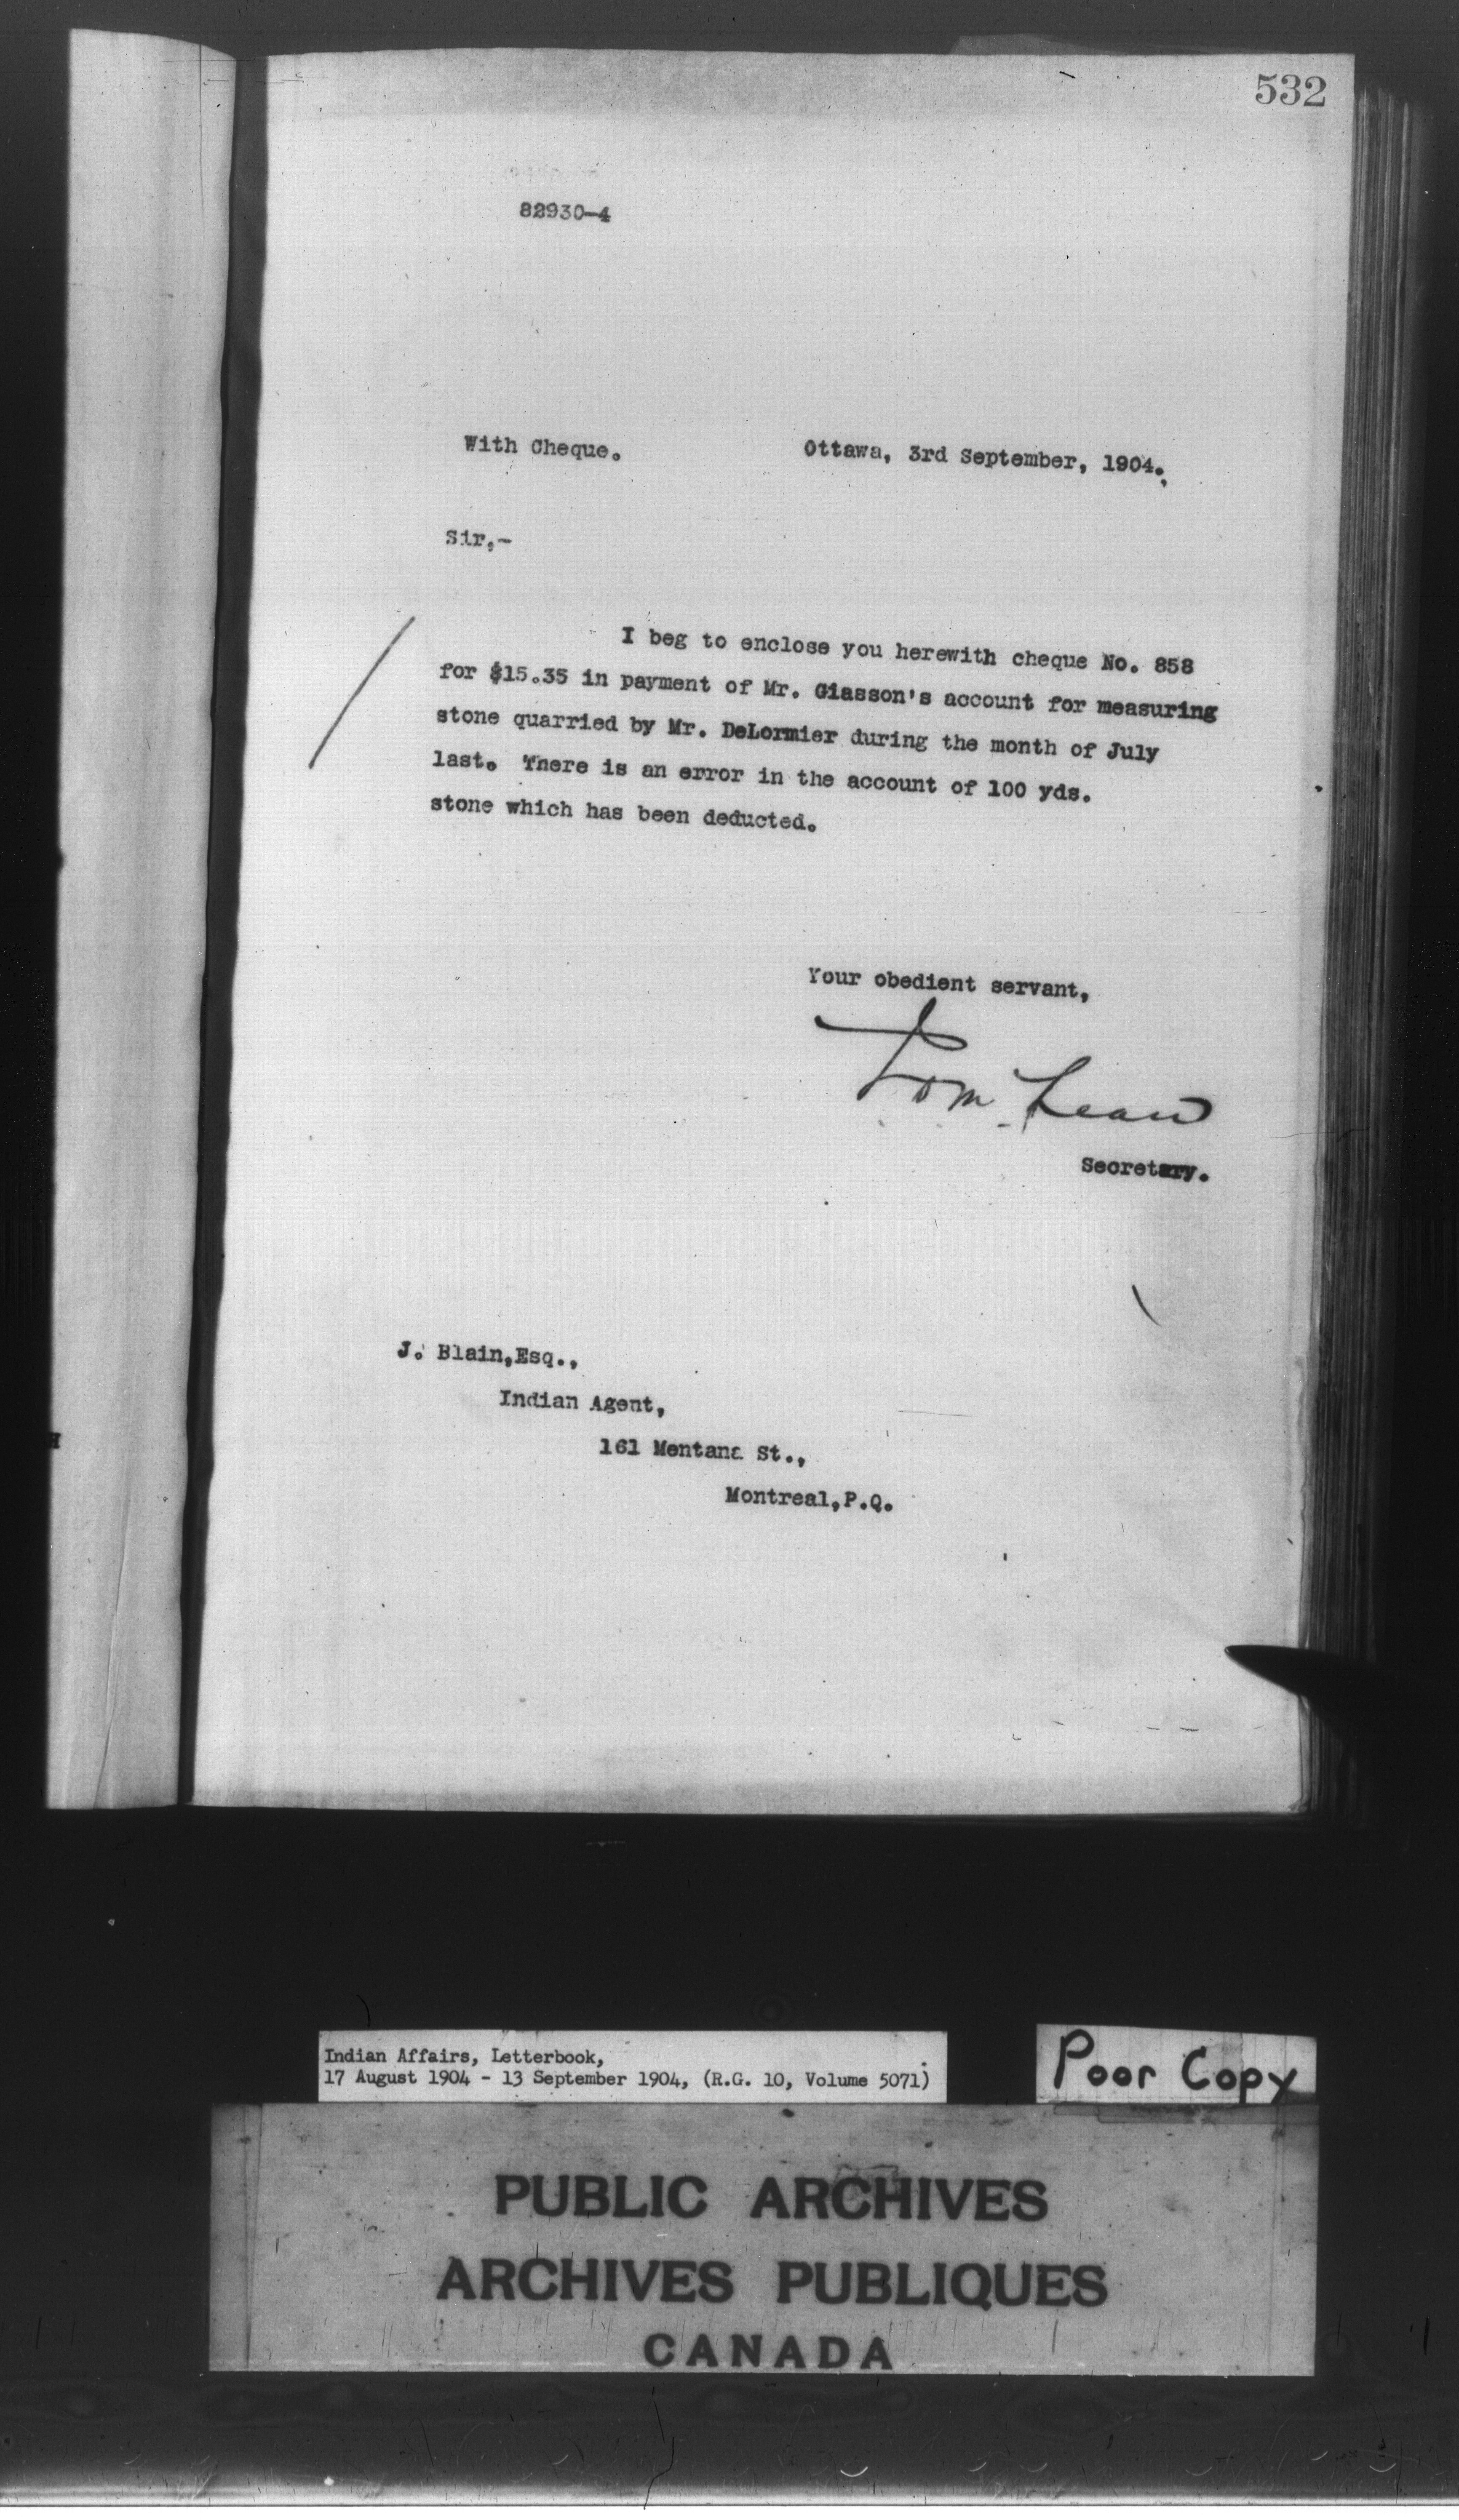 532
82930-4
With Cheque.
Ottawa, 3rd September, 1904.
Sir,-
I beg to enclose you herewith cheque No. 858
for $15.35 in payment of Mr. Giasson's account for measuring
stone quarried by Mr. DeLormier during the month of July
last. There is an error in the account of 100 yds.
stone which has been deducted.
Your obedient servant,
Secretary.
J. Blain,Esq.,
Indian Agent,
161 Mentana St.,
Montreal,P.Q.
Indian Affairs, Letterbook,
17 August 1904 - 13 September 1904, (R.G. 10, Volume 5071)
Poor Copy
PUBLIC ARCHIVES
ARCHIVES PUBLIQUES
CANADA